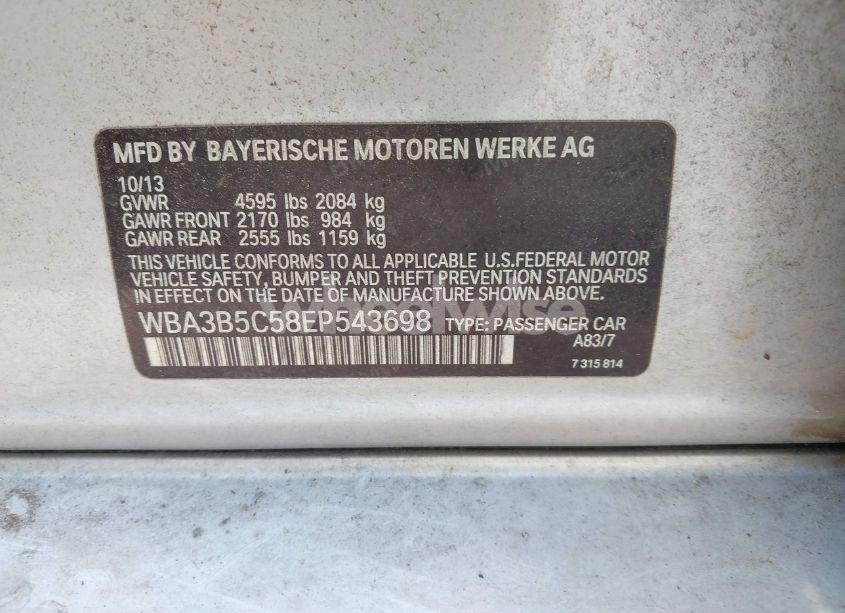 MFD BY BAYERISCHE MOTOREN WERKE AG
10/13
GVWR 4595 lbs 2084 kg
GAWR FRONT 2170 lbs 984 kg
GAWR REAR 2555 lbs 1159 kg
THIS VEHICLE CONFORMS TO ALL APPLICABLE U.S.FEDERAL MOTOR
VEHICLE SAFETY, BUMPER AND THEFT PREVENTION STANDARDS
IN EFFECT ON THE DATE OF MANUFACTURE SHOWN ABOVE.
WBA3B5C58EP543698 TYPE: PASSENGER CAR
A83/7
7 315 814